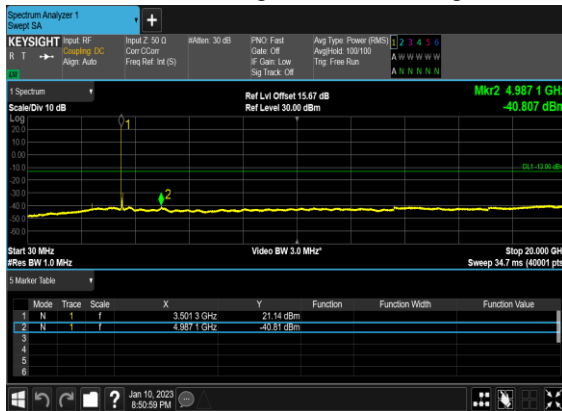 Spectrum Analyzer 1
Swept SA
+
KEYSIGHT Input: RF Input Z: 50 Ω #Atten: 30 dB PNO: Fast Avg Type: Power (RMS) 1 2 3 4 5 6
R T Coupling: DC Corr CCorr Gate: Off Avg|Hold: 100/100 A W W W W W
Align: Auto Freq Ref: Int (S) IF Gain: Low Trig: Free Run
LXI Sig Track: Off A N N N N N
1 Spectrum Ref Lvl Offset 15.67 dB Mkr2 4.987 1 GHz
Scale/Div 10 dB Ref Level 30.00 dBm -40.807 dBm
Log
20.0
10.0
0.00
-10.0
-20.0
-30.0
-40.0
-50.0
-60.0
1
2
DL1 -13.00 dBm
Start 30 MHz Video BW 3.0 MHz* Stop 20.000 GHz
#Res BW 1.0 MHz Sweep 34.7 ms (40001 pts)
5 Marker Table
Mode Trace Scale X Y Function Function Width Function Value
1 N 1 f 3.501 3 GHz 21.14 dBm
2 N 1 f 4.987 1 GHz -40.81 dBm
3
4
5
6
? Jan 10, 2023
8:50:59 PM